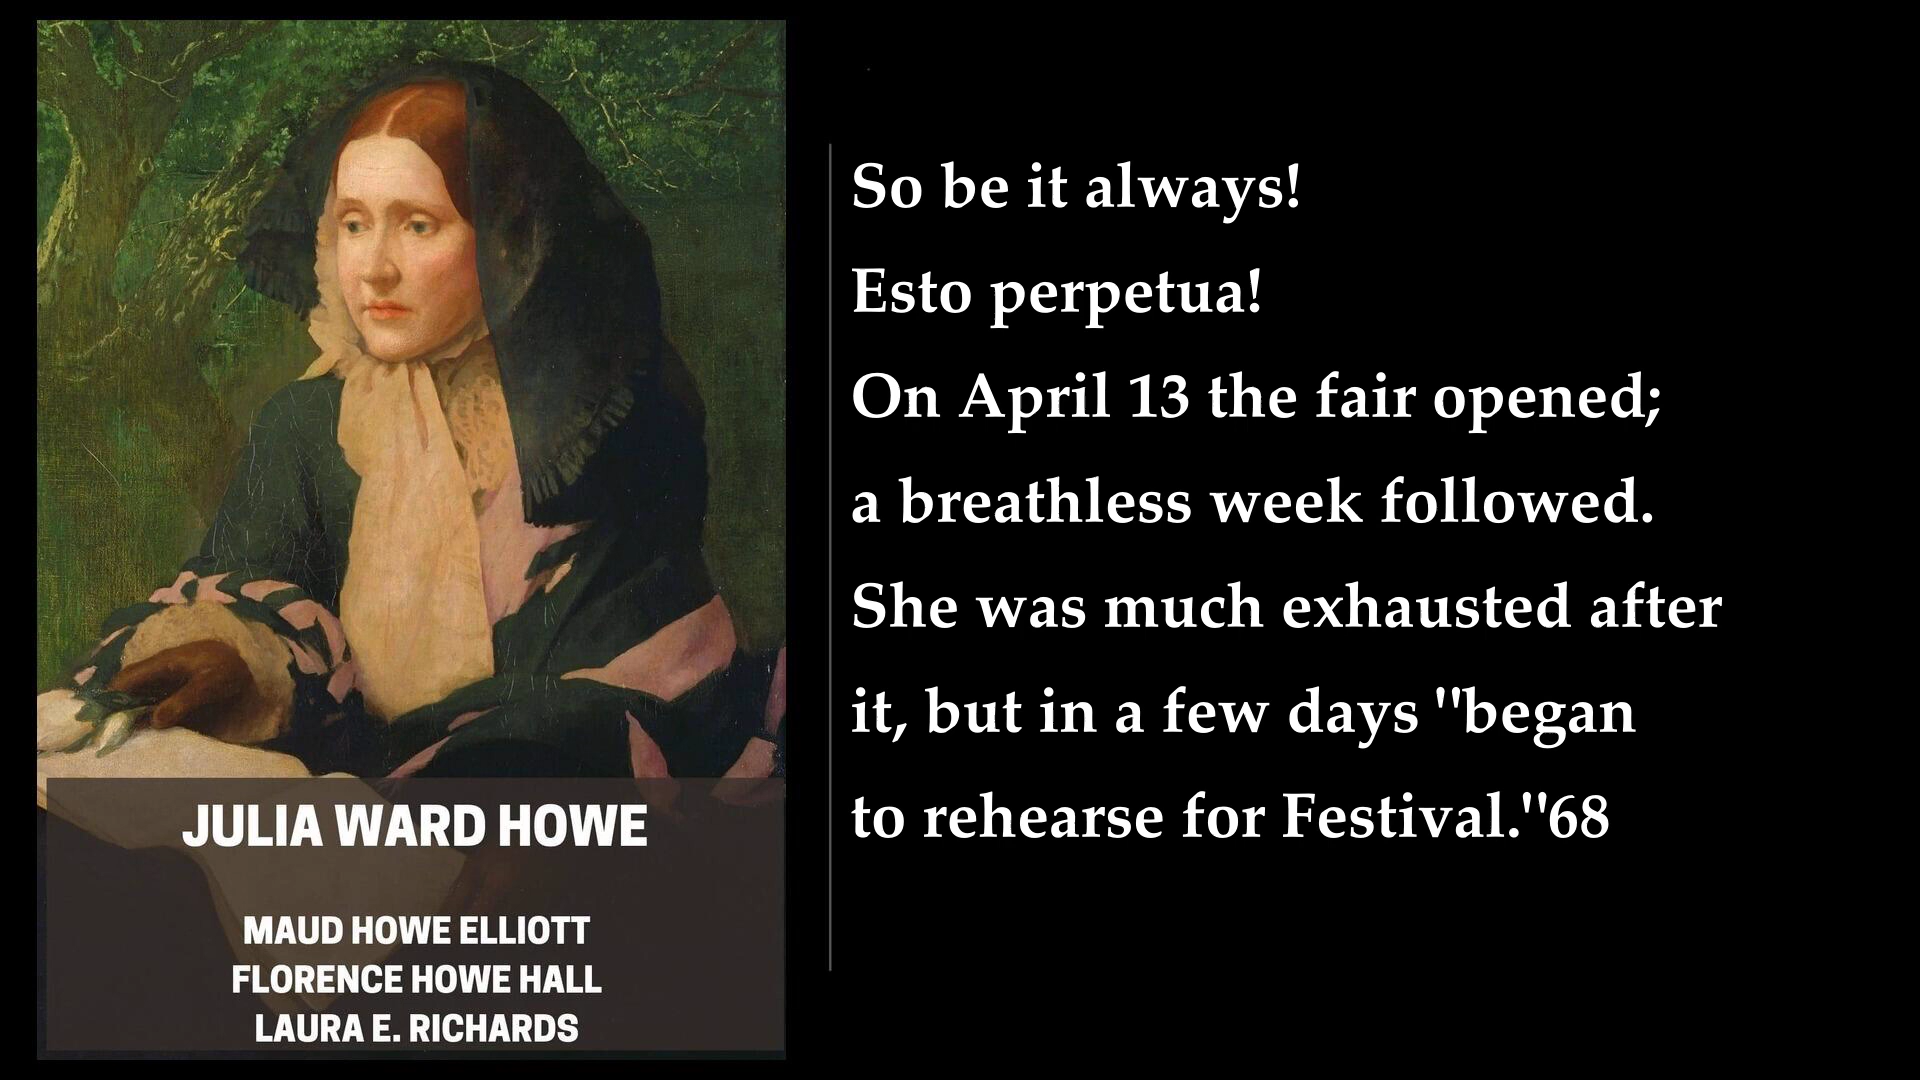 JULIA WARD HOWE
MAUD HOWE ELLIOTT
FLORENCE HOWE HALL
LAURA E. RICHARDS
So be it always!
Esto perpetua!
On April 13 the fair opened;
a breathless week followed.
She was much exhausted after
it, but in a few days "began
to rehearse for Festival."68